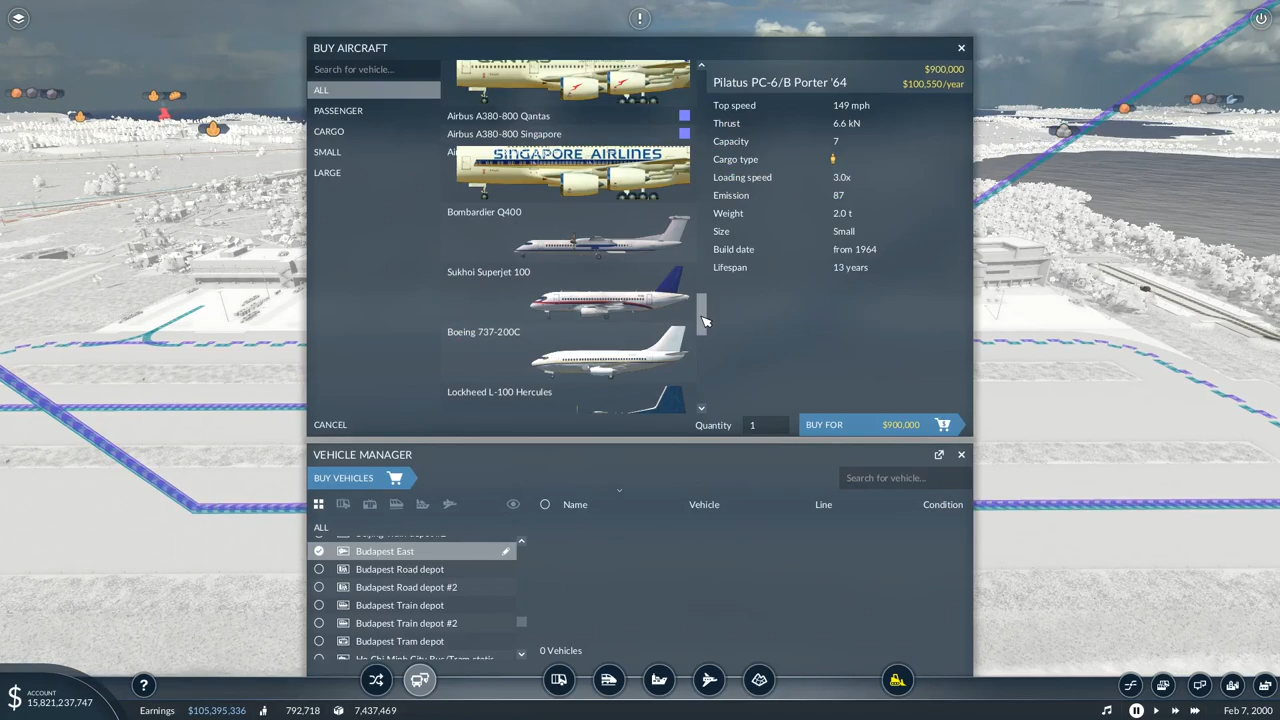 BUY AIRCRAFT
Search for vehicle...
ALL
PASSENGER
CARGO
SMALL
LARGE
QANTAS
Airbus A380-800 Qantas
Airbus A380-800 Singapore
SINGAPORE AIRLINES
Bombardier Q400
Sukhoi Superjet 100
Boeing 737-200C
Lockheed L-100 Hercules
$900,000
Pilatus PC-6/B Porter '64
$100,550/year
Top speed 149 mph
Thrust 6.6 kN
Capacity 7
Cargo type
Loading speed 3.0x
Emission 87
Weight 2.0 t
Size Small
Build date from 1964
Lifespan 13 years
CANCEL
Quantity 1
BUY FOR $900,000
VEHICLE MANAGER
BUY VEHICLES
Search for vehicle...
Name Vehicle Line Condition
ALL
Budapest East
Budapest Road depot
Budapest Road depot #2
Budapest Train depot
Budapest Train depot #2
Budapest Tram depot
0 Vehicles
ACCOUNT
$ 15,821,237,747
?
Earnings $105,395,336 792,718 7,437,469
Feb 7, 2000